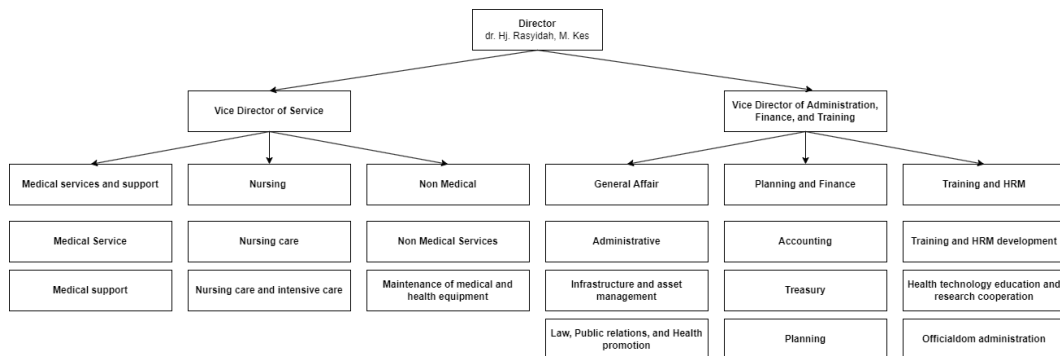 Director
dr. Hj. Rasyidah, M. Kes
Vice Director of Service
Vice Director of Administration,
Finance, and Training
Medical services and support
Nursing
Non Medical
General Affair
Planning and Finance
Training and HRM
Medical Service
Nursing care
Non Medical Services
Administrative
Accounting
Training and HRM development
Medical support
Nursing care and intensive care
Maintenance of medical and
health equipment
Infrastructure and asset
management
Treasury
Health technology education and
research cooperation
Law, Public relations, and Health
promotion
Planning
Officialdom administration